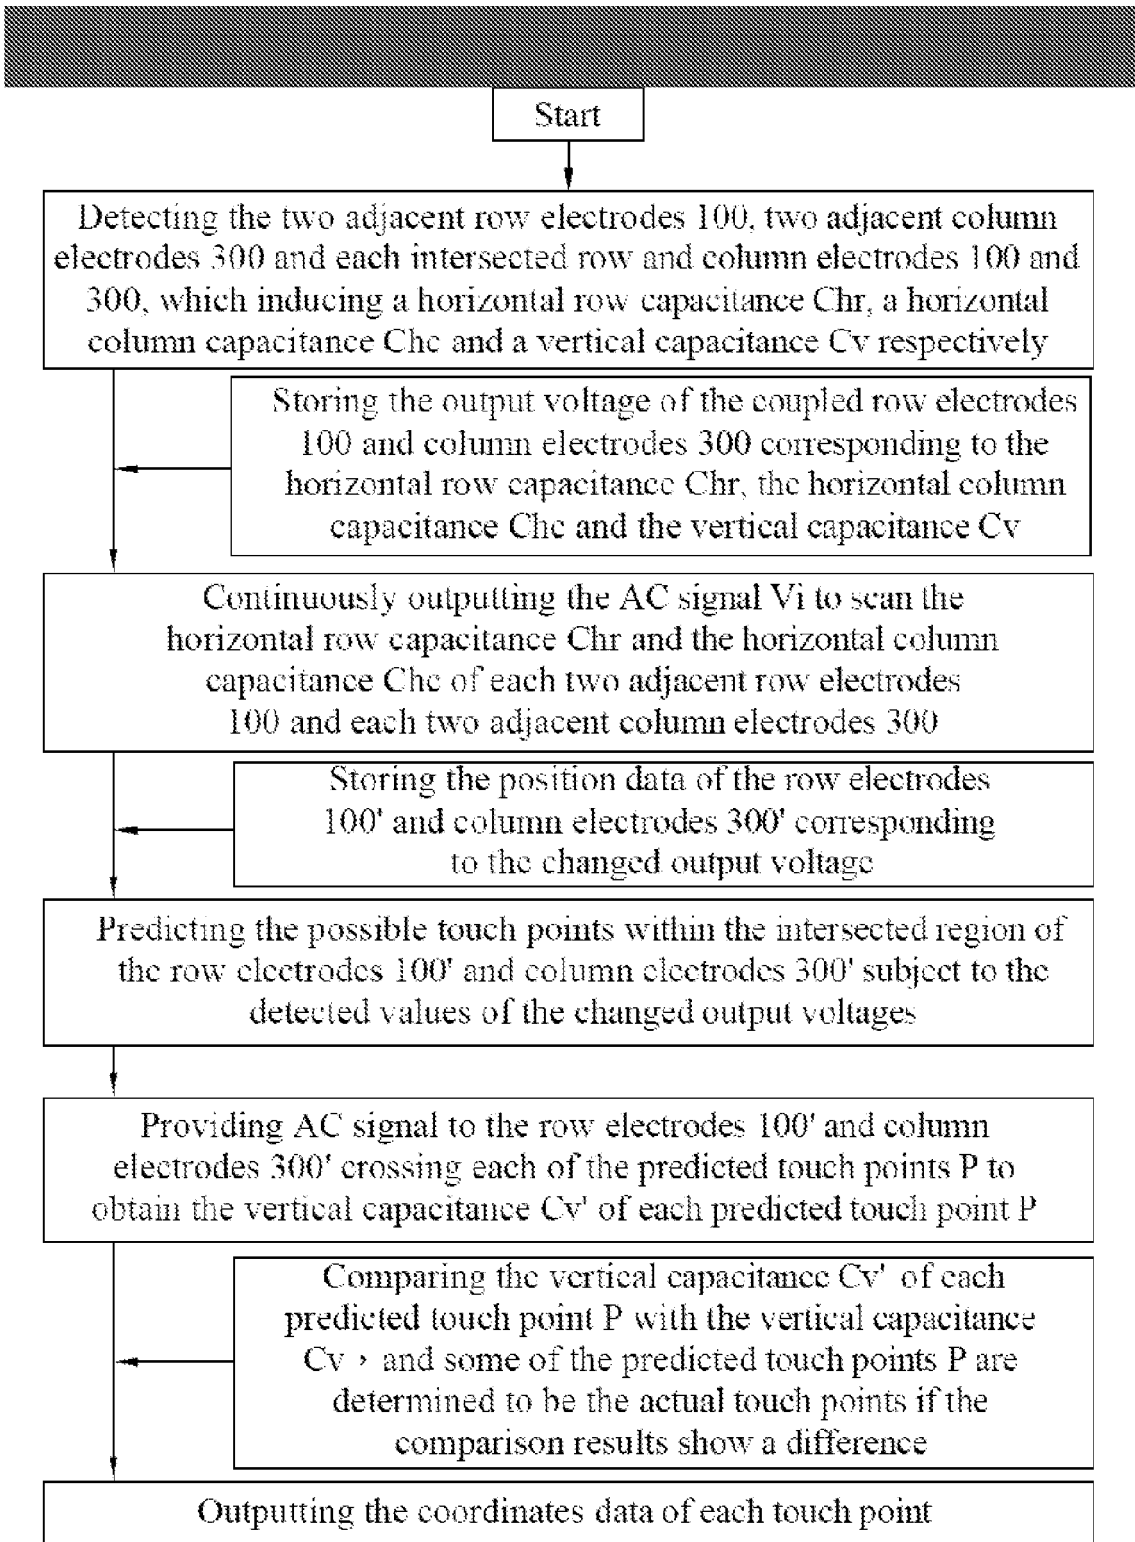 Start
Detecting the two adjacent row electrodes 100, two adjacent column
electrodes 300 and each intersected row and column electrodes 100 and
300, which inducing a horizontal row capacitance Chr, a horizontal
column capacitance Chc and a vertical capacitance Cv respectively
Storing the output voltage of the coupled row electrodes
100 and column electrodes 300 corresponding to the
horizontal row capacitance Chr, the horizontal column
capacitance Chc and the vertical capacitance Cv
Continuously outputting the AC signal Vi to scan the
horizontal row capacitance Chr and the horizontal column
capacitance Chc of each two adjacent row electrodes
100 and each two adjacent column electrodes 300
Storing the position data of the row electrodes
100' and column electrodes 300' corresponding
to the changed output voltage
Predicting the possible touch points within the intersected region of
the row electrodes 100' and column electrodes 300' subject to the
detected values of the changed output voltages
Providing AC signal to the row electrodes 100' and column
electrodes 300' crossing each of the predicted touch points P to
obtain the vertical capacitance Cv' of each predicted touch point P
Comparing the vertical capacitance Cv' of each
predicted touch point P with the vertical capacitance
Cv , and some of the predicted touch points P are
determined to be the actual touch points if the
comparison results show a difference
Outputting the coordinates data of each touch point